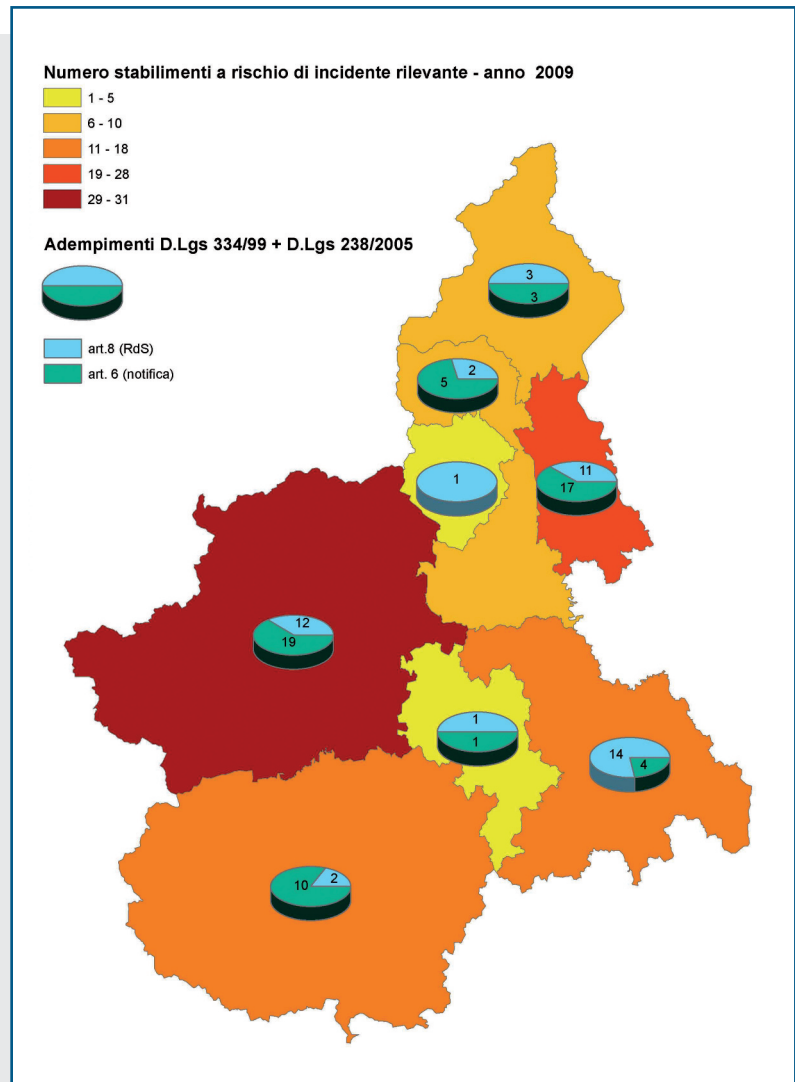 Numero stabilimenti a rischio di incidente rilevante - anno 2009
1 - 5
6 - 10
11 - 18
19 - 28
29 - 31
Adempimenti D.Lgs 334/99 + D.Lgs 238/2005
art.8 (RdS)
art. 6 (notifica)
3
3
2
5
1
11
17
12
19
1
1
14
4
10
2